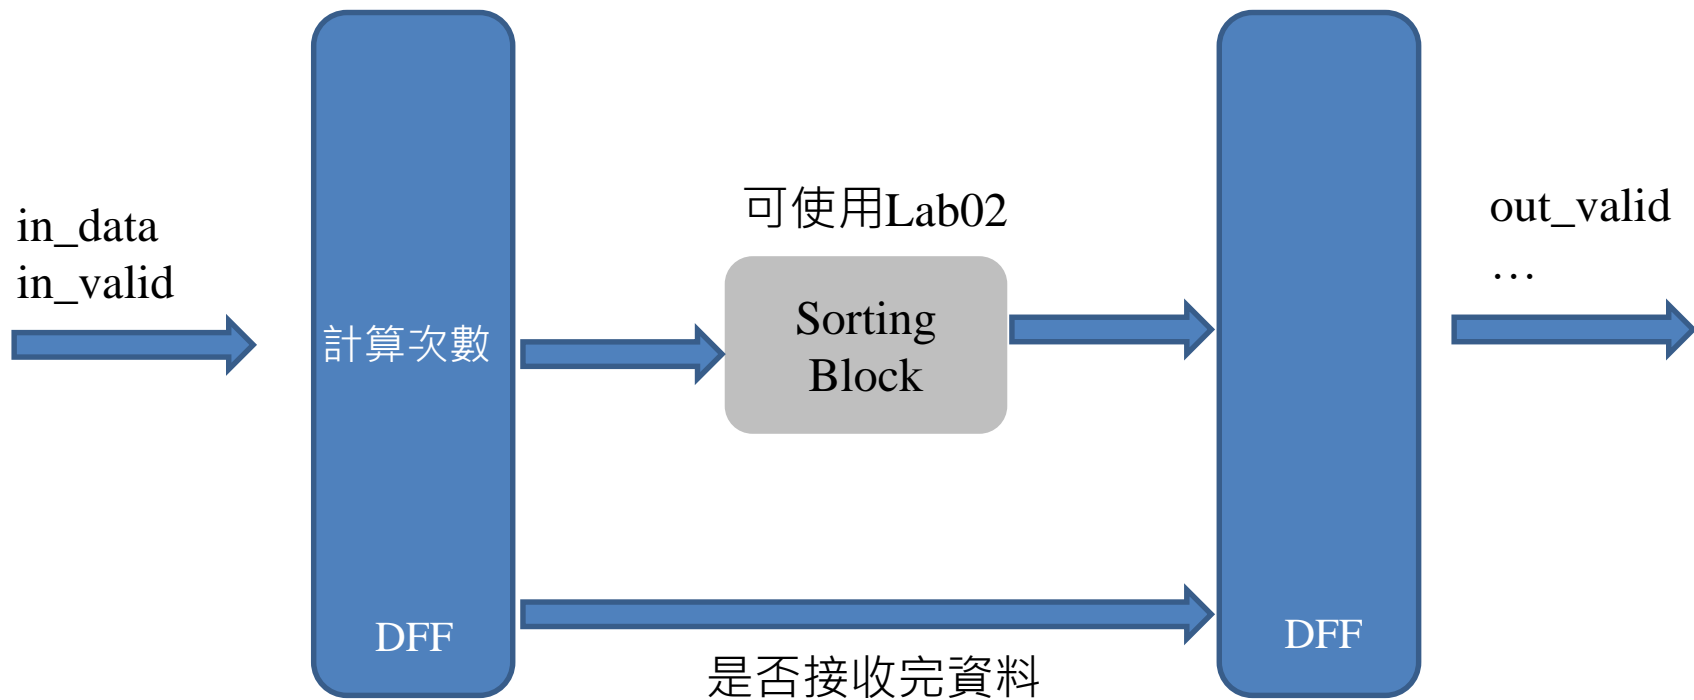 in_data
in_valid
計算次數
DFF
可使用Lab02
Sorting
Block
是否接收完資料
DFF
out_valid
…